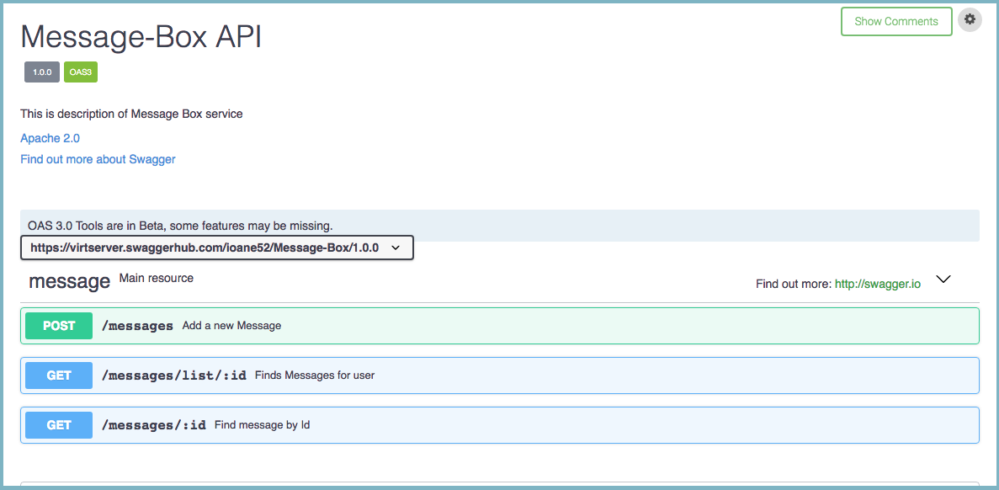 Show Comments
Message-Box API
1.0.0 OAS3
This is description of Message Box service
Apache 2.0
Find out more about Swagger
OAS 3.0 Tools are in Beta, some features may be missing.
https://virtserver.swaggerhub.com/ioane52/Message-Box/1.0.0
message Main resource Find out more: http://swagger.io
POST /messages Add a new Message
GET /messages/list/:id Finds Messages for user
GET /messages/:id Find message by Id